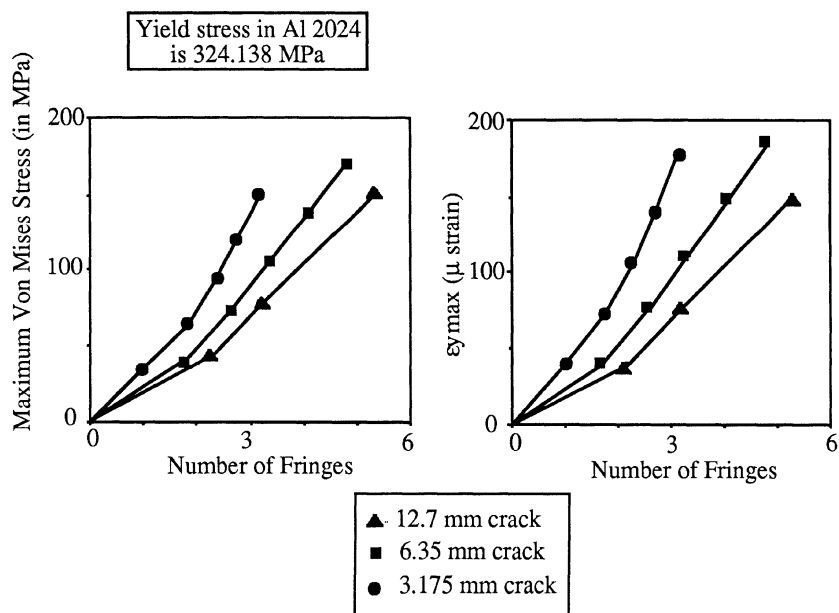 Yield stress in Al 2024
is 324.138 MPa
Maximum Von Mises Stress (in MPa)
200
100
0
0
3
6
Number of Fringes
εymax (μ strain)
200
100
0
0
3
6
Number of Fringes
12.7 mm crack
6.35 mm crack
3.175 mm crack